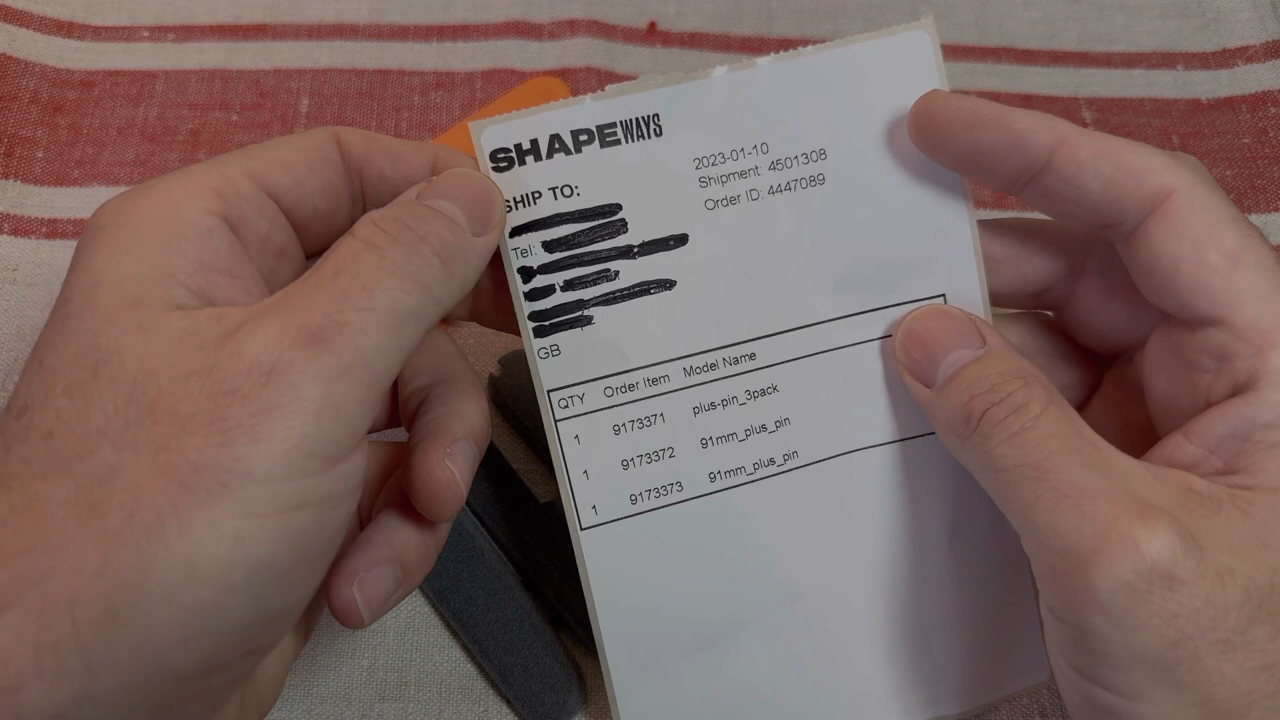 SHAPEWAYS
2023-01-10
Shipment: 4501308
Order ID: 4447089
SHIP TO:
Tel:
GB
QTY Order Item Model Name
1 9173371 plus-pin_3pack
1 9173372 91mm_plus_pin
1 9173373 91mm_plus_pin